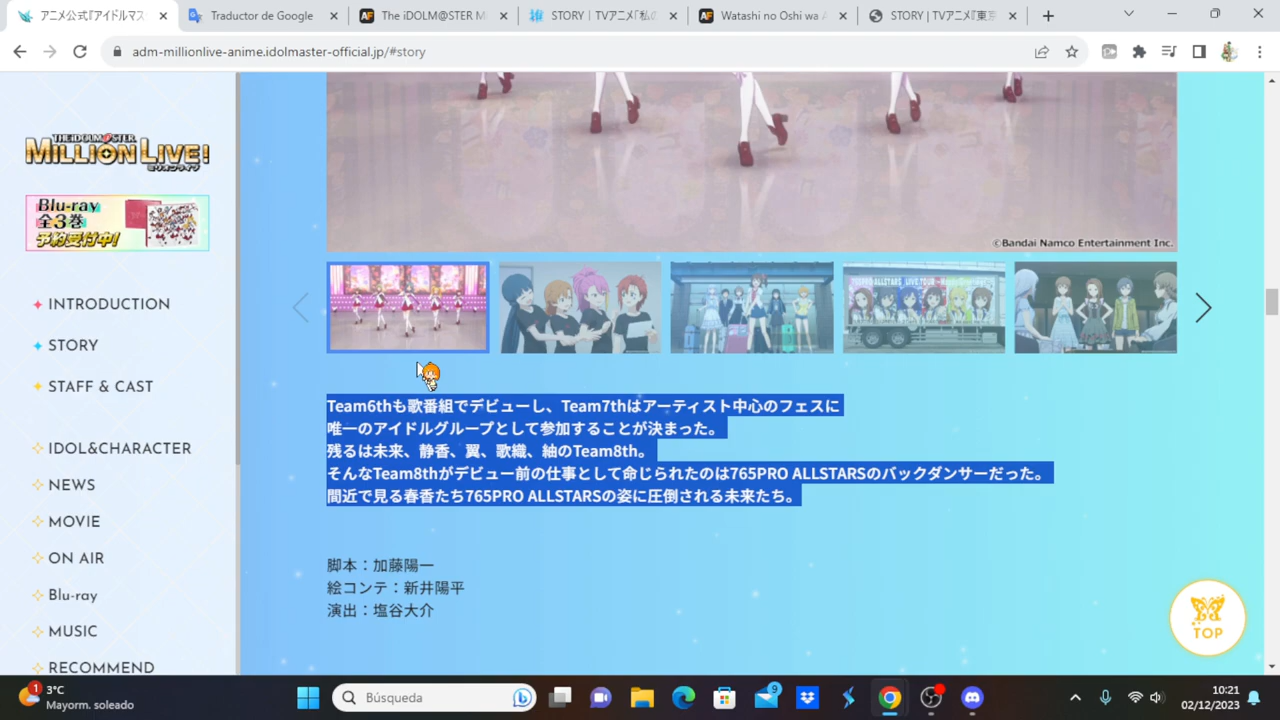 アニメ公式『アイドルマス
Traductor de Google
The iDOLM@STER M
STORY | TVアニメ「私の
Watashi no Oshi wa A
STORY | TVアニメ『東京
adm-millionlive-anime.idolmaster-official.jp/#story
THE IDOLM@STER
MILLION LIVE!
ミリオンライブ!
Blu-ray
全3巻
予約受付中!
INTRODUCTION
STORY
STAFF & CAST
IDOL&CHARACTER
NEWS
MOVIE
ON AIR
Blu-ray
MUSIC
RECOMMEND
©Bandai Namco Entertainment Inc.
Team6thも歌番組でデビューし、Team7thはアーティスト中心のフェスに
唯一のアイドルグループとして参加することが決まった。
残るは未来、静香、翼、歌織、紬のTeam8th。
そんなTeam8thがデビュー前の仕事として命じられたのは765PRO ALLSTARSのバックダンサーだった。
間近で見る春香たち765PRO ALLSTARSの姿に圧倒される未来たち。
脚本：加藤陽一
絵コンテ：新井陽平
演出：塩谷大介
TOP
1
3°C
Mayorm. soleado
Búsqueda
9
10:21
02/12/2023